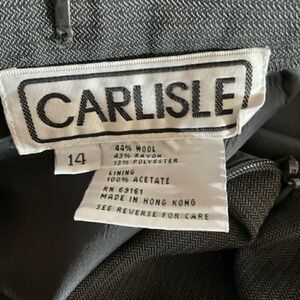 CARLISLE
14
44% WOOL
43% RAYON
13% POLYESTER
LINING
100% ACETATE
RN 69161
MADE IN HONG KONG
SEE REVERSE FOR CARE